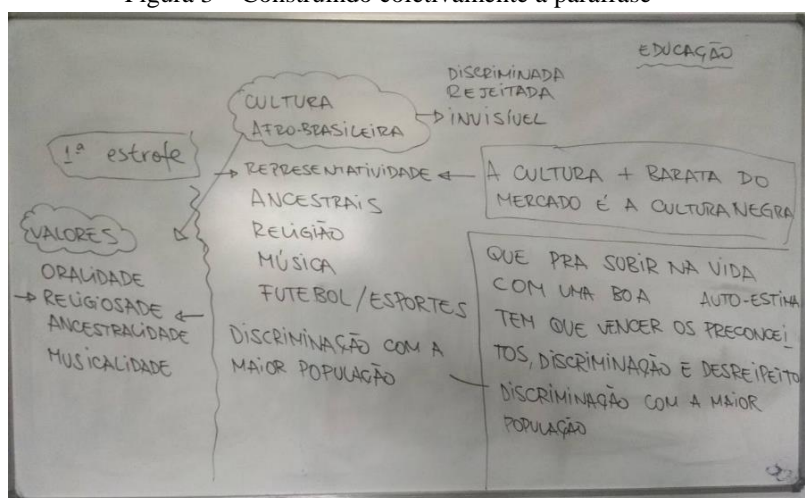 Figura 3 – Construindo coletivamente a paráfrase
EDUCAÇÃO
1ª estrofe
VALORES
ORALIDADE
RELIGIOSADE
ANCESTRALIDADE
MUSICALIDADE
CULTURA
AFRO-BRASILEIRA
DISCRIMINADA
REJEITADA
INVISÍVEL
REPRESENTATIVIDADE
ANCESTRAIS
RELIGIÃO
MÚSICA
FUTEBOL/ESPORTES
DISCRIMINAÇÃO COM A
MAIOR POPULAÇÃO
A CULTURA + BARATA DO
MERCADO É A CULTURA NEGRA
QUE PRA SUBIR NA VIDA
COM UMA BOA AUTO-ESTIMA
TEM QUE VENCER OS PRECONCEI
TOS, DISCRIMINAÇÃO E DESREIPEITO
DISCRIMINAÇÃO COM A MAIOR
POPULAÇÃO